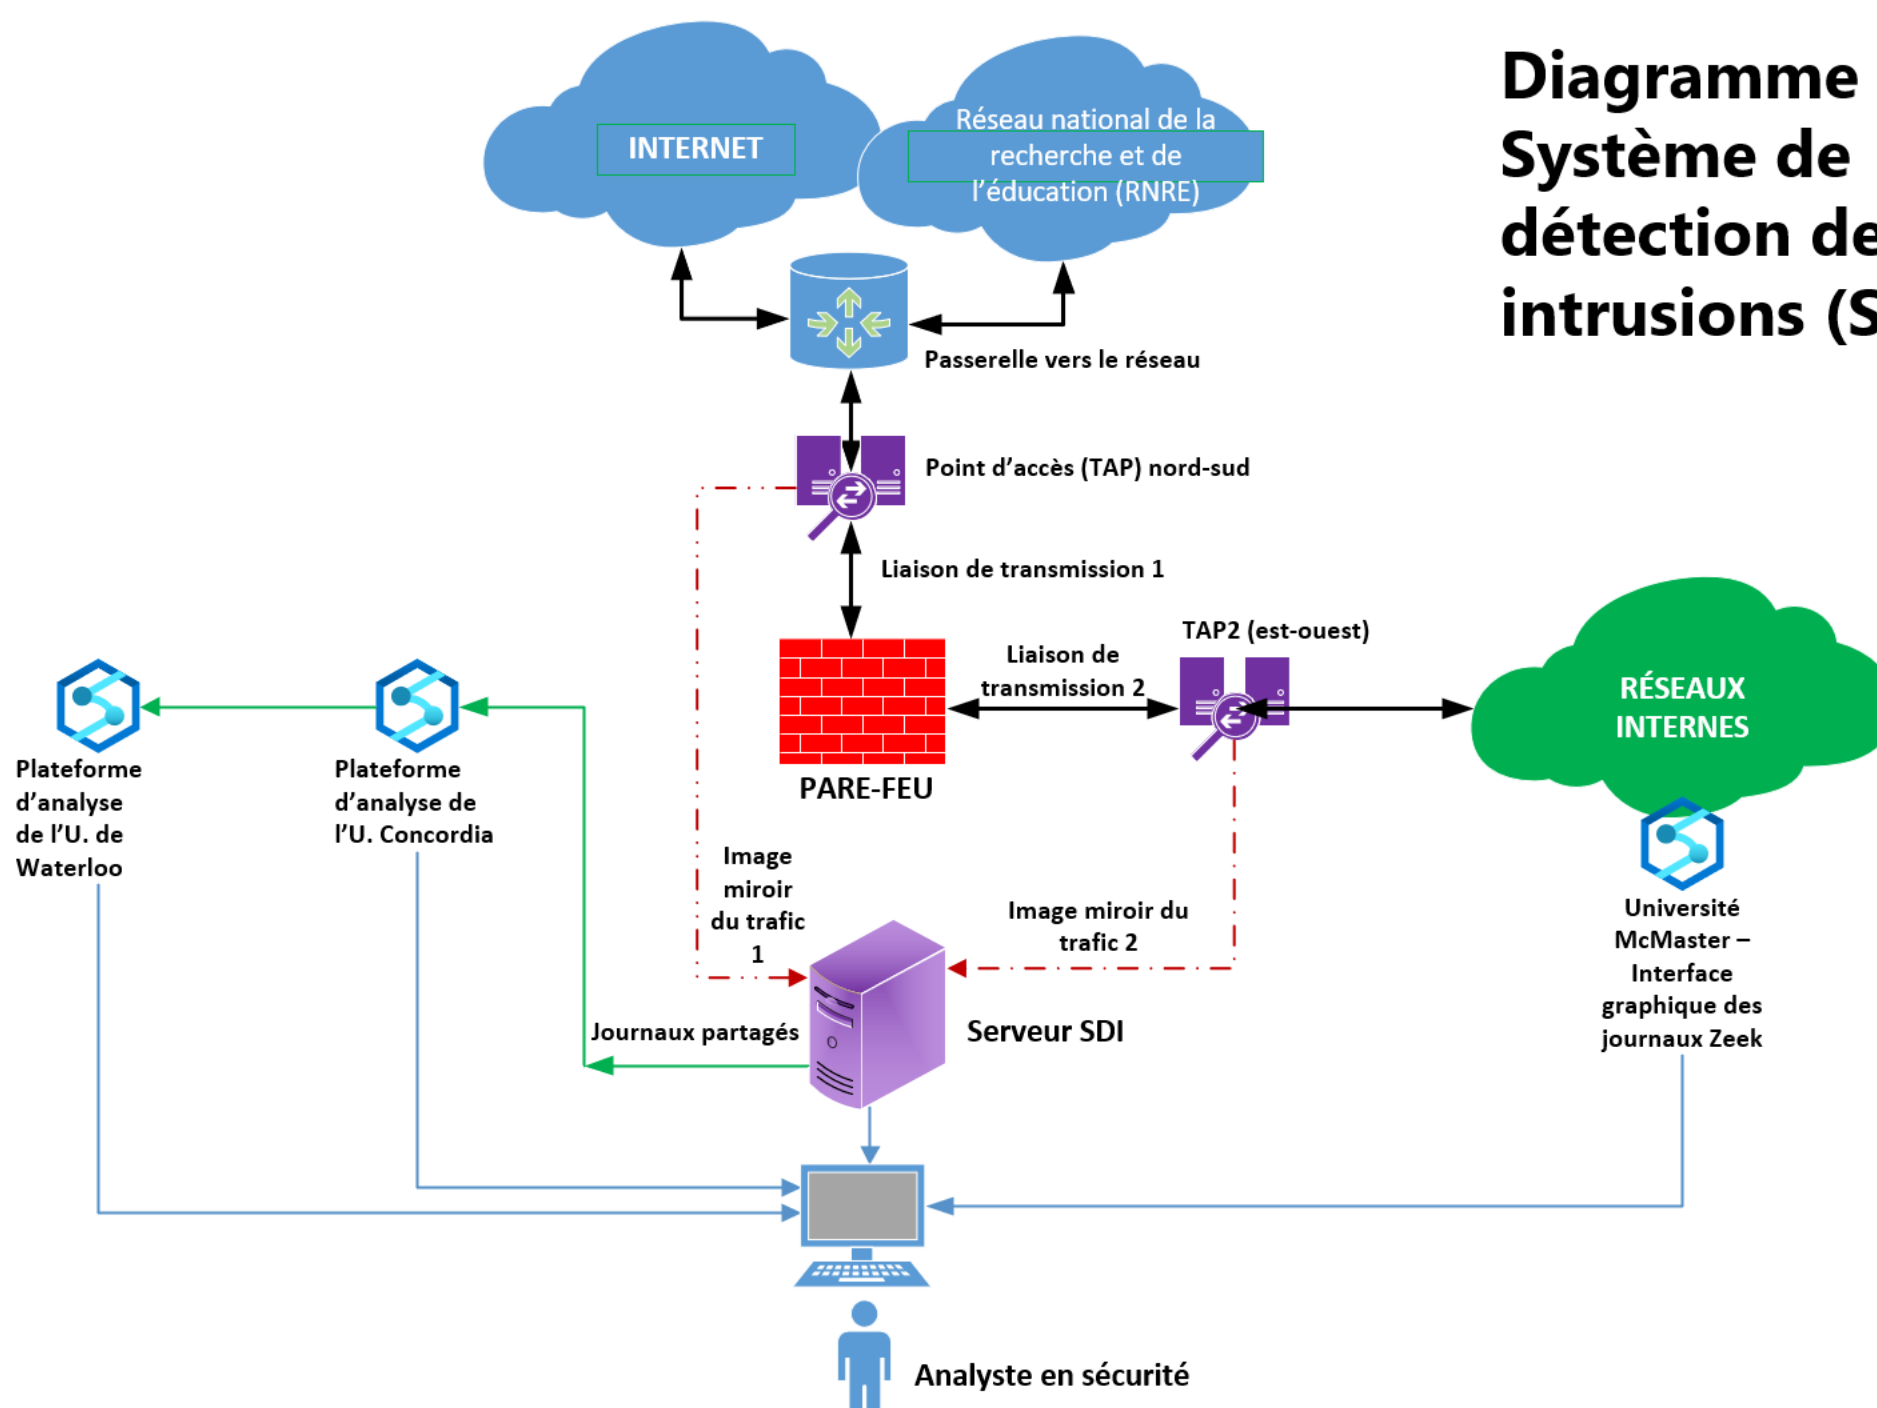 Diagramme
Système de
détection de
intrusions (S
INTERNET
Réseau national de la
recherche et de
l’éducation (RNRE)
Passerelle vers le réseau
Point d’accès (TAP) nord-sud
Liaison de transmission 1
TAP2 (est-ouest)
Liaison de
transmission 2
RÉSEAUX
INTERNES
PARE-FEU
Plateforme
d’analyse
de l’U. de
Waterloo
Plateforme
d’analyse de
l’U. Concordia
Image
miroir
du trafic
1
Image miroir du
trafic 2
Université
McMaster –
Interface
graphique des
journaux Zeek
Journaux partagés
Serveur SDI
Analyste en sécurité